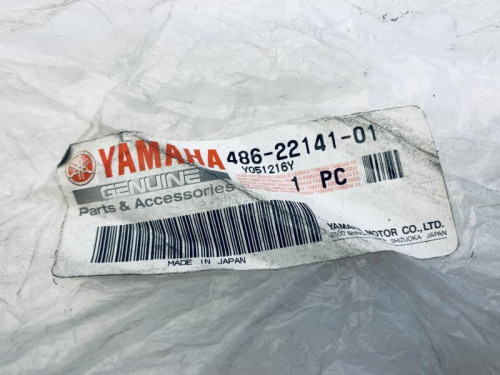 YAMAHA 486-22141-01
GENUINE Y051216Y
Parts & Accessories 1 PC
YAMAHA MOTOR CO., LTD.
SHIZUOKA JAPAN
MADE IN JAPAN